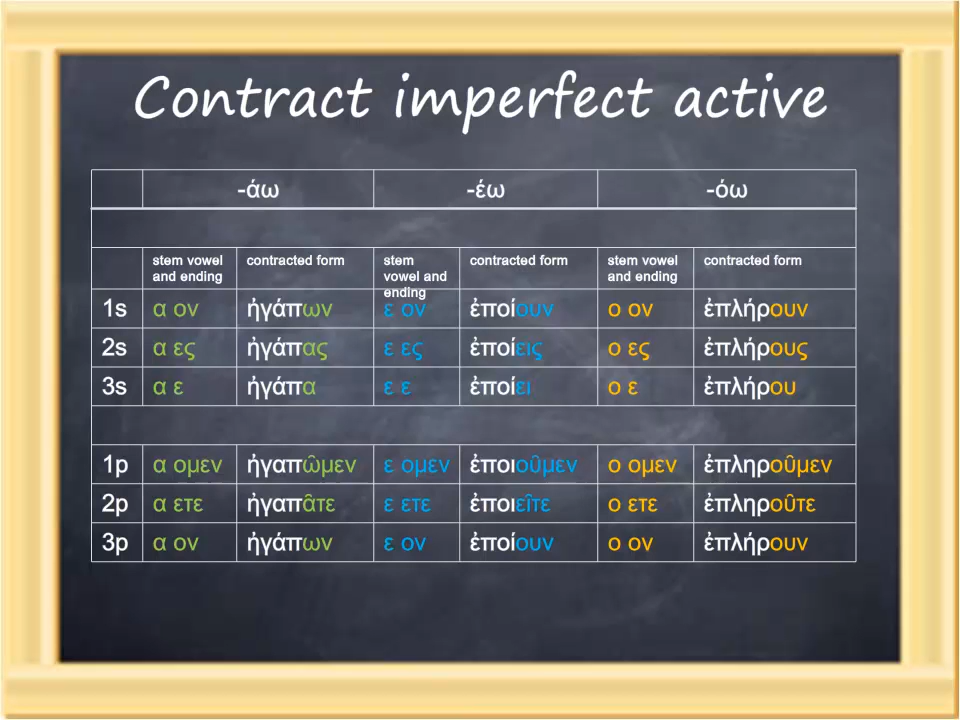 Contract imperfect active
-άω -έω -όω
stem vowel and ending contracted form stem vowel and ending contracted form stem vowel and ending contracted form
1s α ον ἠγάπων ε ον ἐποίουν ο ον ἐπλήρουν
2s α ες ἠγάπας ε ες ἐποίεις ο ες ἐπλήρους
3s α ε ἠγάπα ε ε ἐποίει ο ε ἐπλήρου
1p α ομεν ἠγαπῶμεν ε ομεν ἐποιοῦμεν ο ομεν ἐπληροῦμεν
2p α ετε ἠγαπᾶτε ε ετε ἐποιεῖτε ο ετε ἐπληροῦτε
3p α ον ἠγάπων ε ον ἐποίουν ο ον ἐπλήρουν